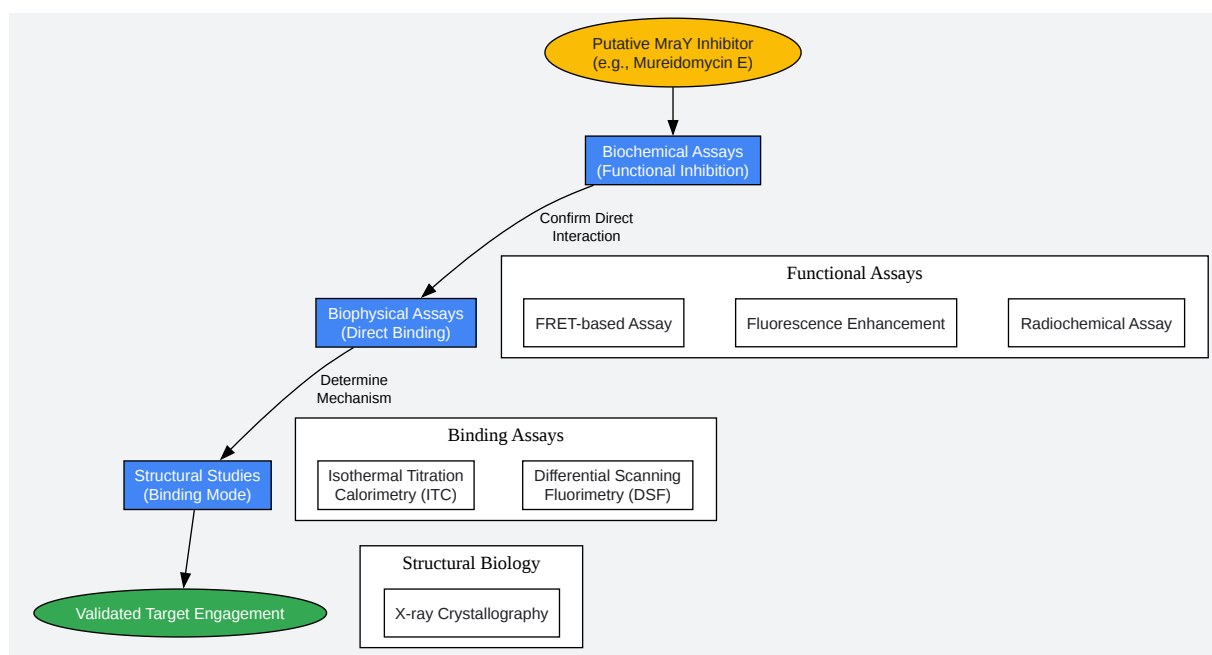 Putative MraY Inhibitor
(e.g., Mureidomycin E)
Biochemical Assays
(Functional Inhibition)
Confirm Direct
Interaction
Functional Assays
FRET-based Assay
Fluorescence Enhancement
Radiochemical Assay
Biophysical Assays
(Direct Binding)
Determine
Mechanism
Binding Assays
Isothermal Titration
Calorimetry (ITC)
Differential Scanning
Fluorimetry (DSF)
Structural Studies
(Binding Mode)
Structural Biology
X-ray Crystallography
Validated Target Engagement